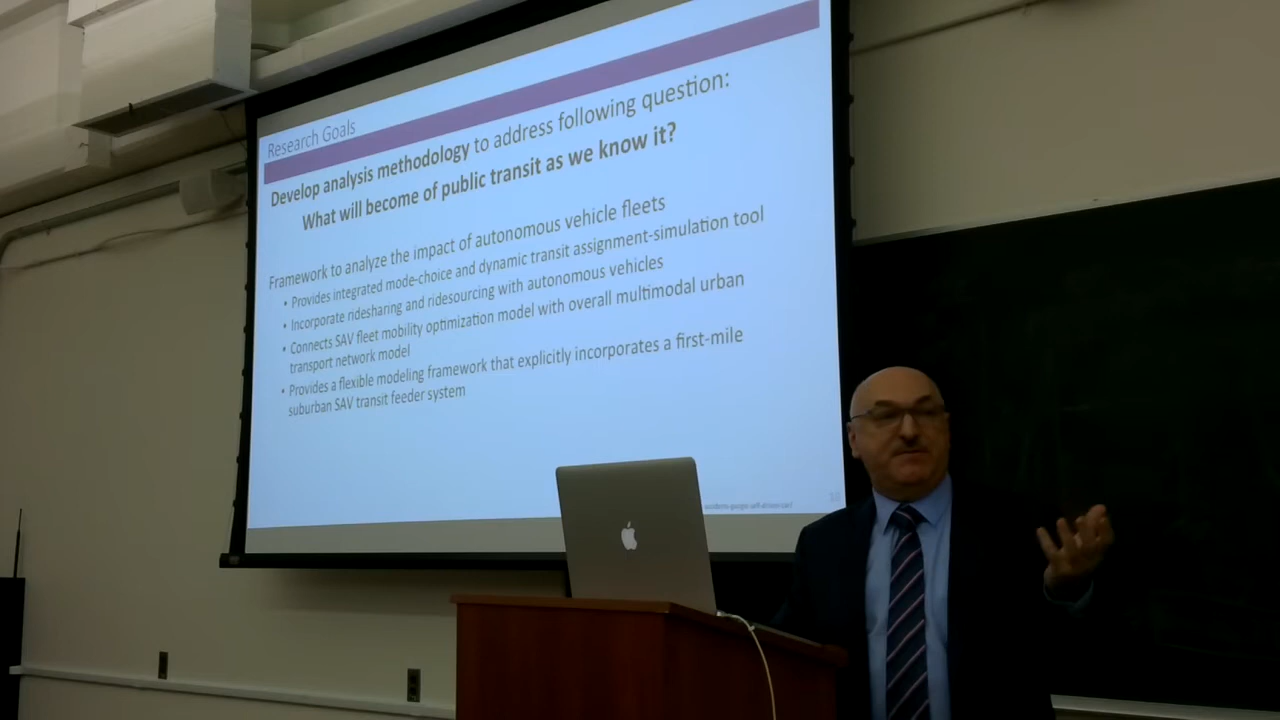 Research Goals
Develop analysis methodology to address following question:
What will become of public transit as we know it?
Framework to analyze the impact of autonomous vehicle fleets
• Provides integrated mode-choice and dynamic transit assignment-simulation tool
• Incorporate ridesharing and ridesourcing with autonomous vehicles
• Connects SAV fleet mobility optimization model with overall multimodal urban
transport network model
• Provides a flexible modeling framework that explicitly incorporates a first-mile
suburban SAV transit feeder system